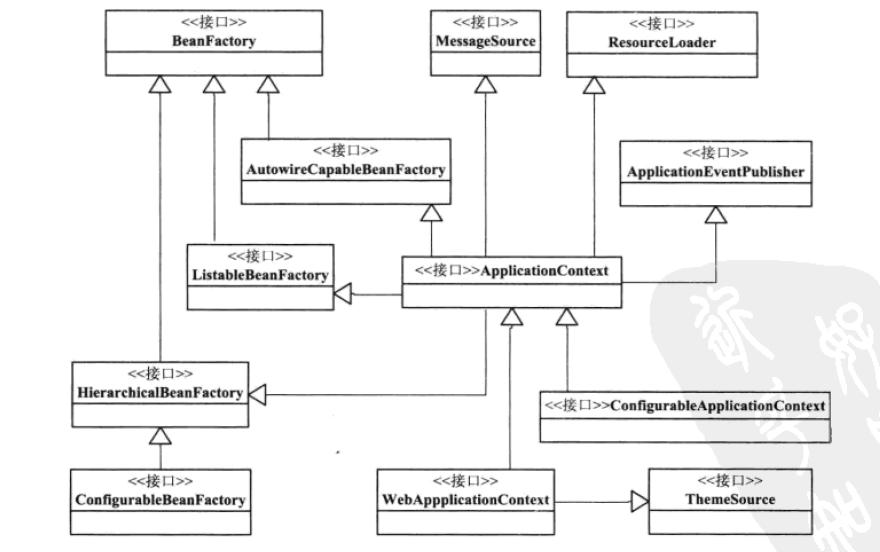 <<接口>>
BeanFactory
<<接口>>
MessageSource
<<接口>>
ResourceLoader
<<接口>>
AutowireCapableBeanFactory
<<接口>>
ApplicationEventPublisher
<<接口>>
ListableBeanFactory
<<接口>>ApplicationContext
<<接口>>
HierarchicalBeanFactory
<<接口>>ConfigurableApplicationContext
<<接口>>
ConfigurableBeanFactory
<<接口>>
WebAppplicationContext
<<接口>>
ThemeSource